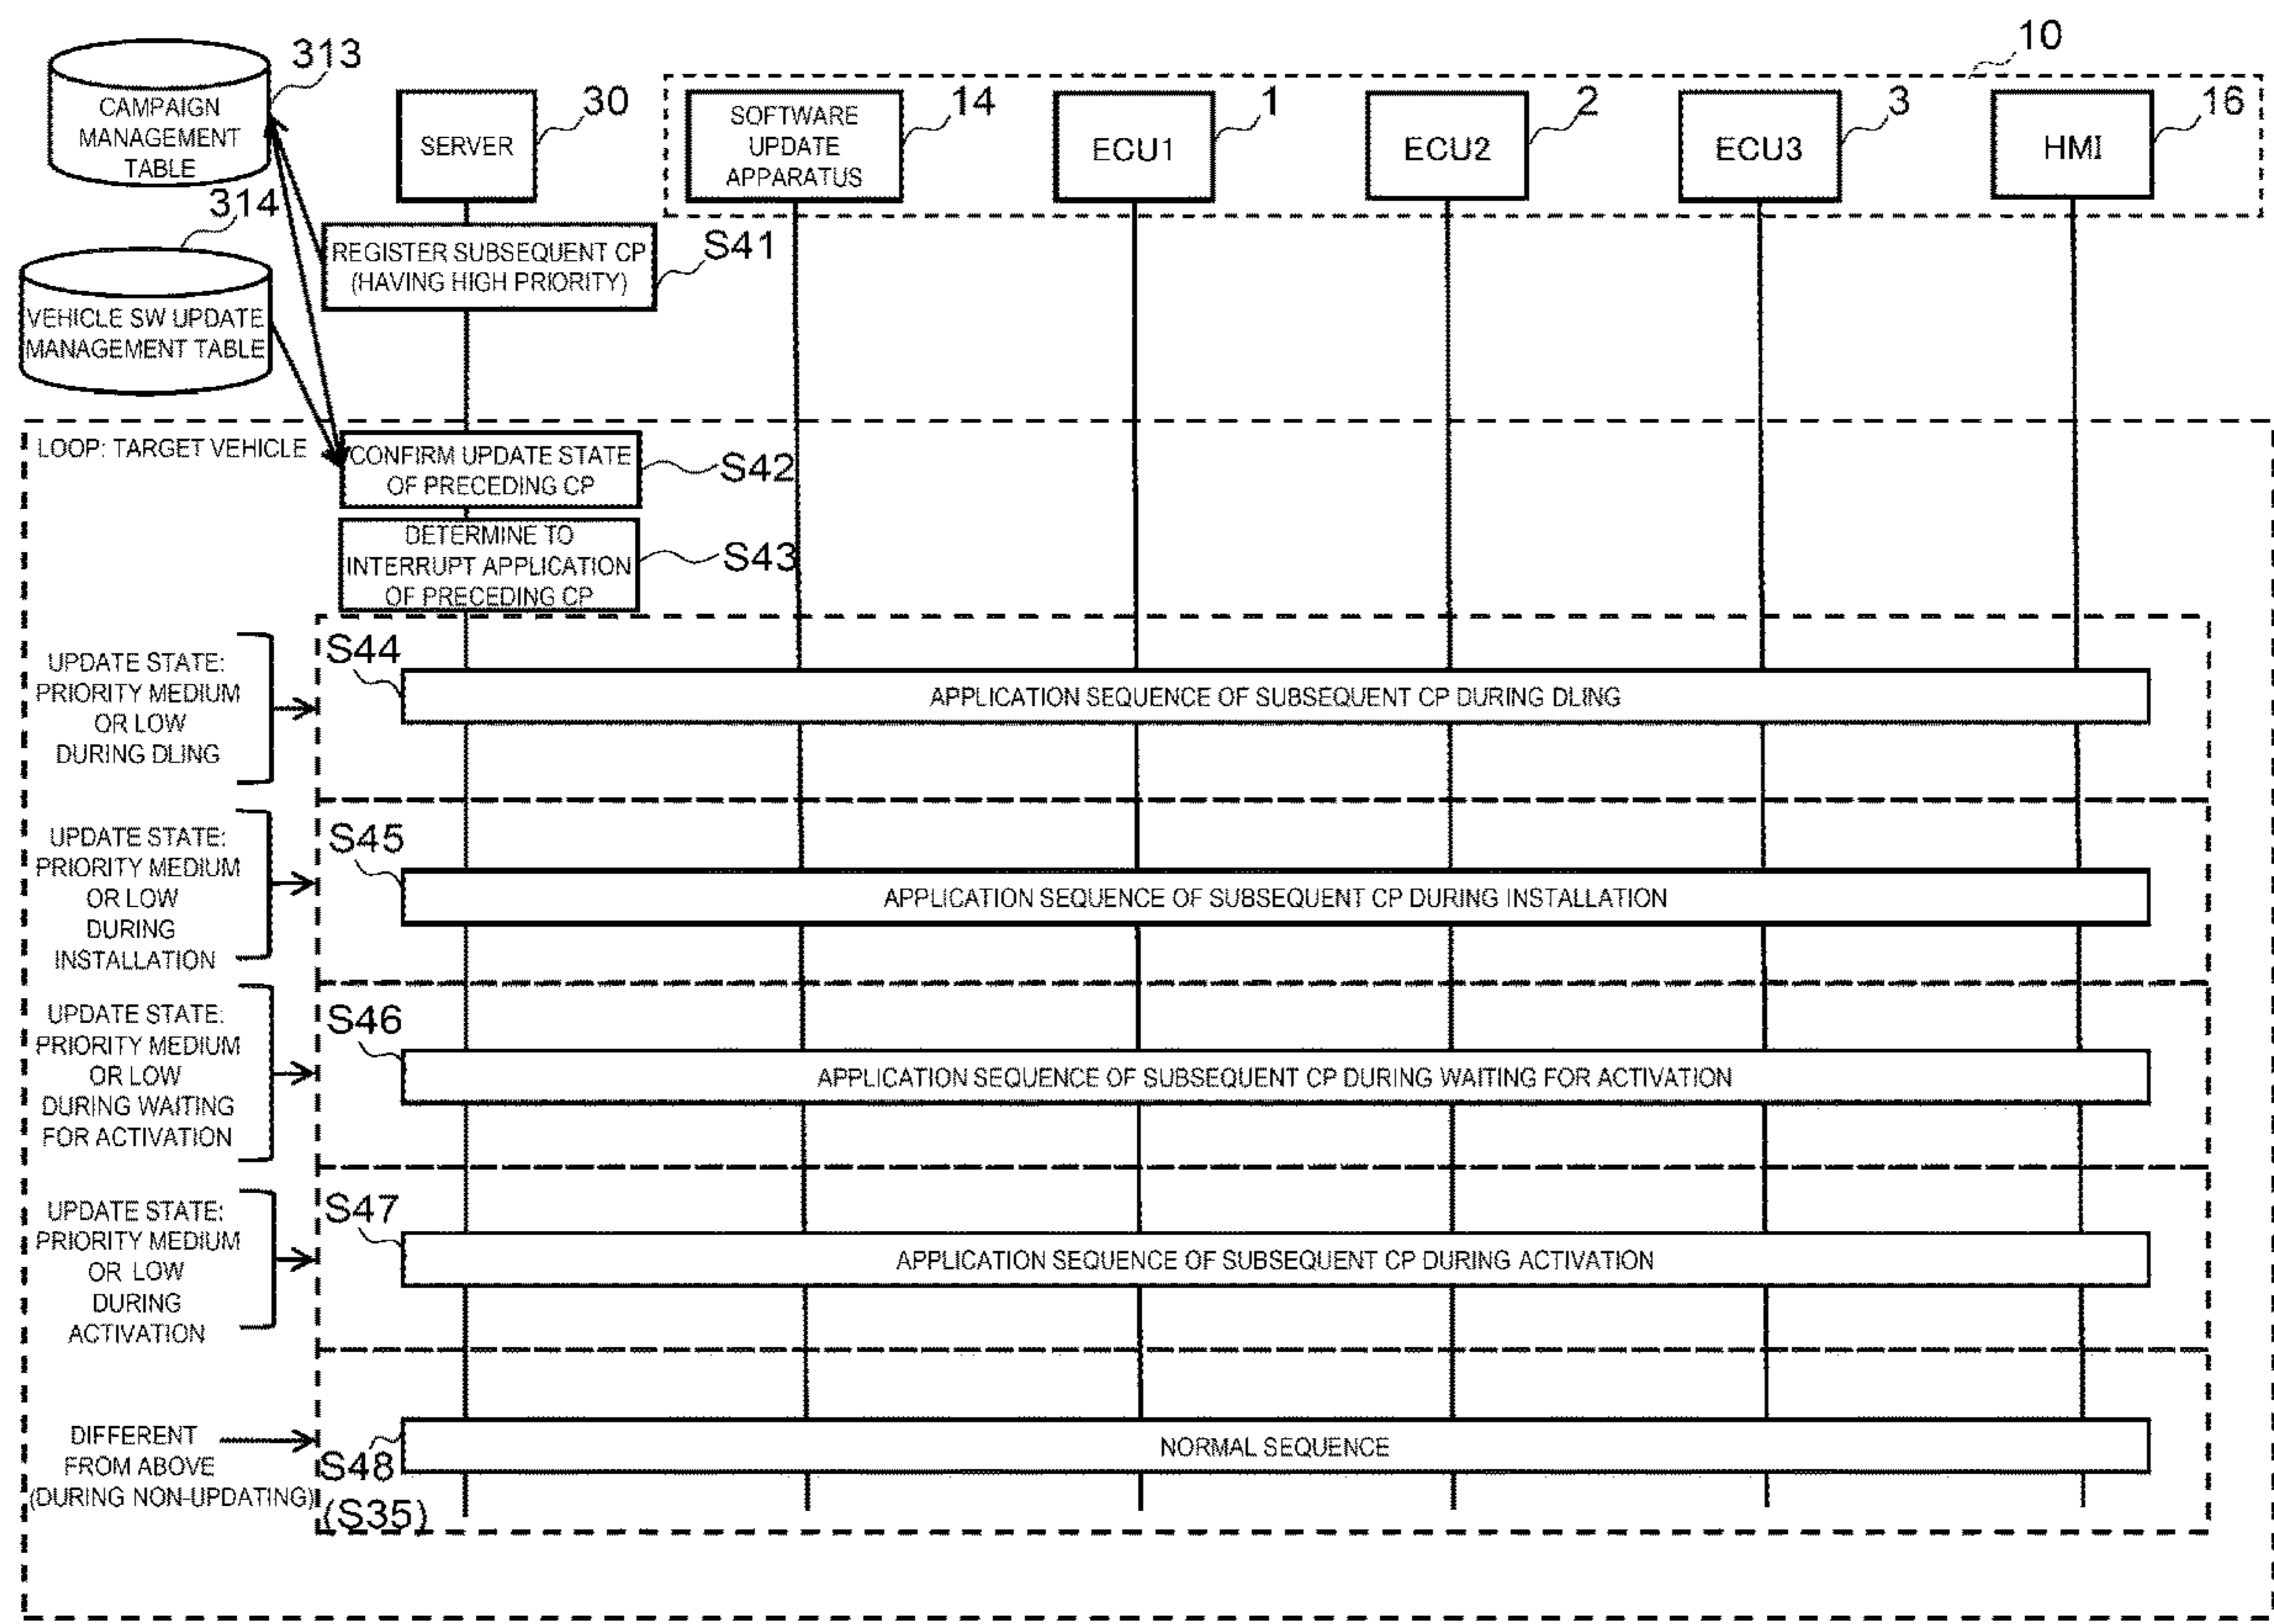 10
313
CAMPAIGN
MANAGEMENT
TABLE
SERVER
30
SOFTWARE
UPDATE
APPARATUS
14
ECU1
1
ECU2
2
ECU3
3
HMI
16
314
REGISTER SUBSEQUENT CP
(HAVING HIGH PRIORITY)
S41
VEHICLE SW UPDATE
MANAGEMENT TABLE
LOOP: TARGET VEHICLE
CONFIRM UPDATE STATE
OF PRECEDING CP
S42
DETERMINE TO
INTERRUPT APPLICATION
OF PRECEDING CP
S43
UPDATE STATE:
PRIORITY MEDIUM
OR LOW
DURING DLING
S44
APPLICATION SEQUENCE OF SUBSEQUENT CP DURING DLING
UPDATE STATE:
PRIORITY MEDIUM
OR LOW
DURING
INSTALLATION
S45
APPLICATION SEQUENCE OF SUBSEQUENT CP DURING INSTALLATION
UPDATE STATE:
PRIORITY MEDIUM
OR LOW
DURING WAITING
FOR ACTIVATION
S46
APPLICATION SEQUENCE OF SUBSEQUENT CP DURING WAITING FOR ACTIVATION
UPDATE STATE:
PRIORITY MEDIUM
OR LOW
DURING
ACTIVATION
S47
APPLICATION SEQUENCE OF SUBSEQUENT CP DURING ACTIVATION
DIFFERENT
FROM ABOVE
(DURING NON-UPDATING)
S48
(S35)
NORMAL SEQUENCE